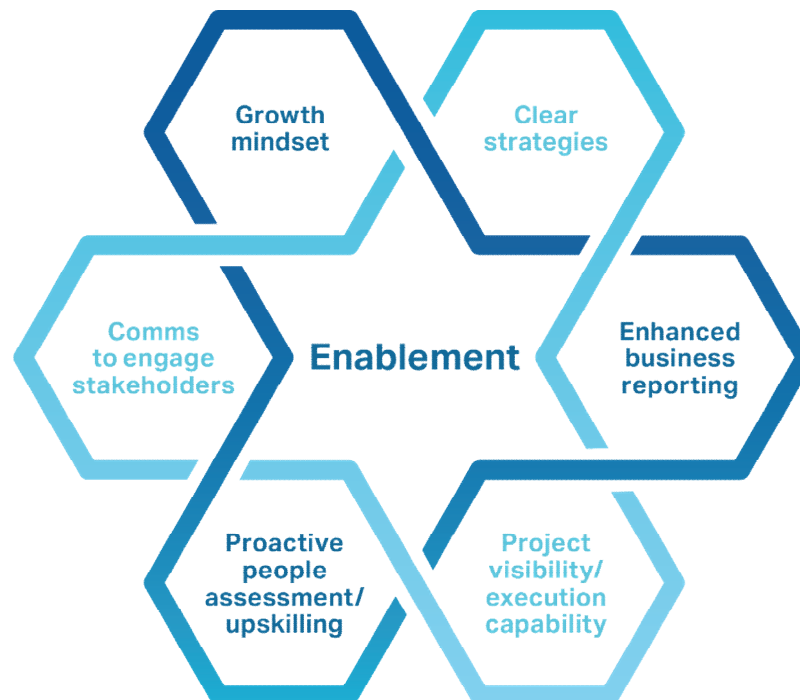 Growth
mindset
Clear
strategies
Comms
to engage
stakeholders
Enablement
Enhanced
business
reporting
Proactive
people
assessment/
upskilling
Project
visibility/
execution
capability